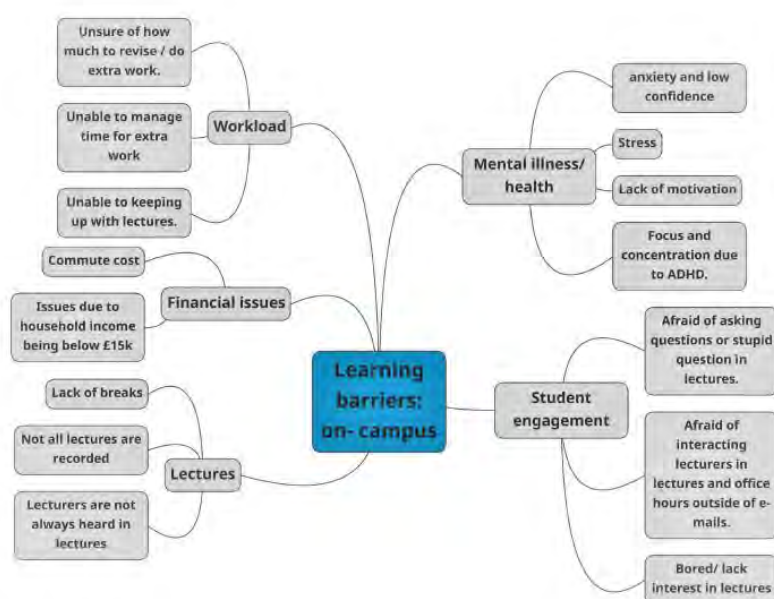 Unsure of how
much to revise / do
extra work.
Unable to manage
time for extra
work
Unable to keeping
up with lectures.
Workload
Commute cost
Issues due to
household income
being below £15k
Financial issues
Lack of breaks
Not all lectures are
recorded
Lecturers are not
always heard in
lectures
Lectures
Learning
barriers:
on- campus
Mental illness/
health
anxiety and low
confidence
Stress
Lack of motivation
Focus and
concentration due
to ADHD.
Student
engagement
Afraid of asking
questions or stupid
question in
lectures.
Afraid of
interacting
lecturers in
lectures and office
hours outside of e-
mails.
Bored/ lack
interest in lectures